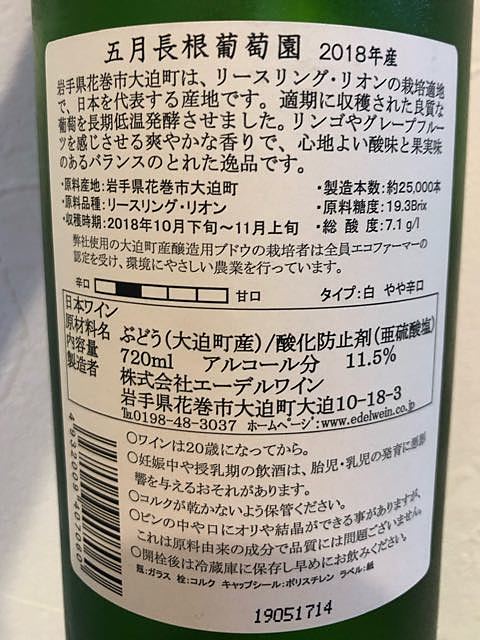 五月長根葡萄園 2018年産
岩手県花巻市大迫町は、リースリング・リオンの栽培適地
で、日本を代表する産地です。適期に収穫された良質な
葡萄を長期低温発酵させました。リンゴやグレープフルー
ツを感じさせる爽やかな香りで、心地よい酸味と果実味
のあるバランスのとれた逸品です。
・原料産地:岩手県花巻市大迫町 ・製造本数:約25,000本
・原料品種:リースリング・リオン ・原料糖度:19.3Brix
・収穫時期:2018年10月下旬〜11月上旬 ・総酸度:7.1g/l
弊社使用の大迫町産醸造用ブドウの栽培者は全員エコファーマーの
認定を受け、環境にやさしい農業を行っています。
辛口 甘口 タイプ:白 やや辛口
日本ワイン
原材料名 ぶどう(大迫町産)/酸化防止剤(亜硫酸塩)
内容量 720ml アルコール分 11.5%
製造者 株式会社エーデルワイン
岩手県花巻市大迫町大迫10-18-3
℡0198-48-3037 ホームページ:www.edelwein.co.jp
○ワインは20歳になってから。
○妊娠中や授乳期の飲酒は、胎児・乳児の発育に悪影
響を与えるおそれがあります。
○コルクが乾かないよう保管ください。
○ビンの中や口にオリや結晶ができる事がありますが、
これは原料由来の成分で品質には問題ございません。
○開栓後は冷蔵庫に保存し早めにお飲みください。
瓶:ガラス 栓:コルク キャップシール:ポリスチレン ラベル:紙
19051714